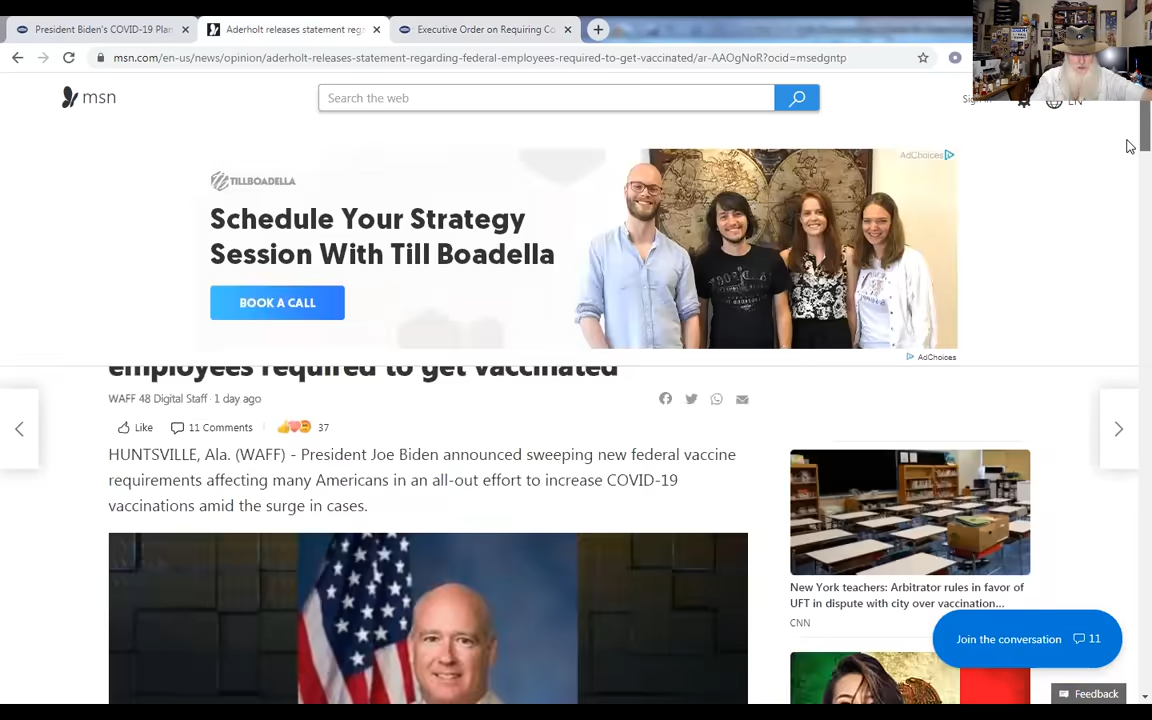 President Biden's COVID-19 Plan
Aderholt releases statement reg
Executive Order on Requiring Co
msn.com/en-us/news/opinion/aderholt-releases-statement-regarding-federal-employees-required-to-get-vaccinated/ar-AAOgNoR?ocid=msedgntp
msn
Search the web
EN
AdChoices
TILLBOADELLA
Schedule Your Strategy
Session With Till Boadella
BOOK A CALL
AdChoices
employees required to get vaccinated
WAFF 48 Digital Staff · 1 day ago
Like
11 Comments
37
HUNTSVILLE, Ala. (WAFF) - President Joe Biden announced sweeping new federal vaccine
requirements affecting many Americans in an all-out effort to increase COVID-19
vaccinations amid the surge in cases.
New York teachers: Arbitrator rules in favor of
UFT in dispute with city over vaccination...
CNN
Join the conversation
11
Feedback